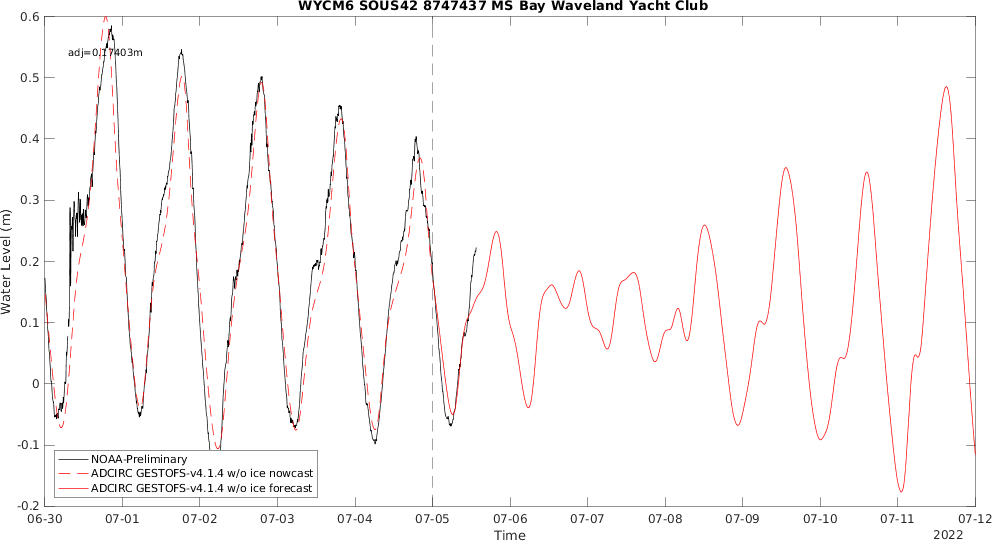 WYCM6 SOUS42 8747437 MS Bay Waveland Yacht Club
0.6
adj=0.17403m
0.5
0.4
0.3
0.2
0.1
0
-0.1
-0.2
Water Level (m)
NOAA-Preliminary
ADCIRC GESTOFS-v4.1.4 w/o ice nowcast
ADCIRC GESTOFS-v4.1.4 w/o ice forecast
06-30 07-01 07-02 07-03 07-04 07-05 07-06 07-07 07-08 07-09 07-10 07-11 07-12
Time
2022